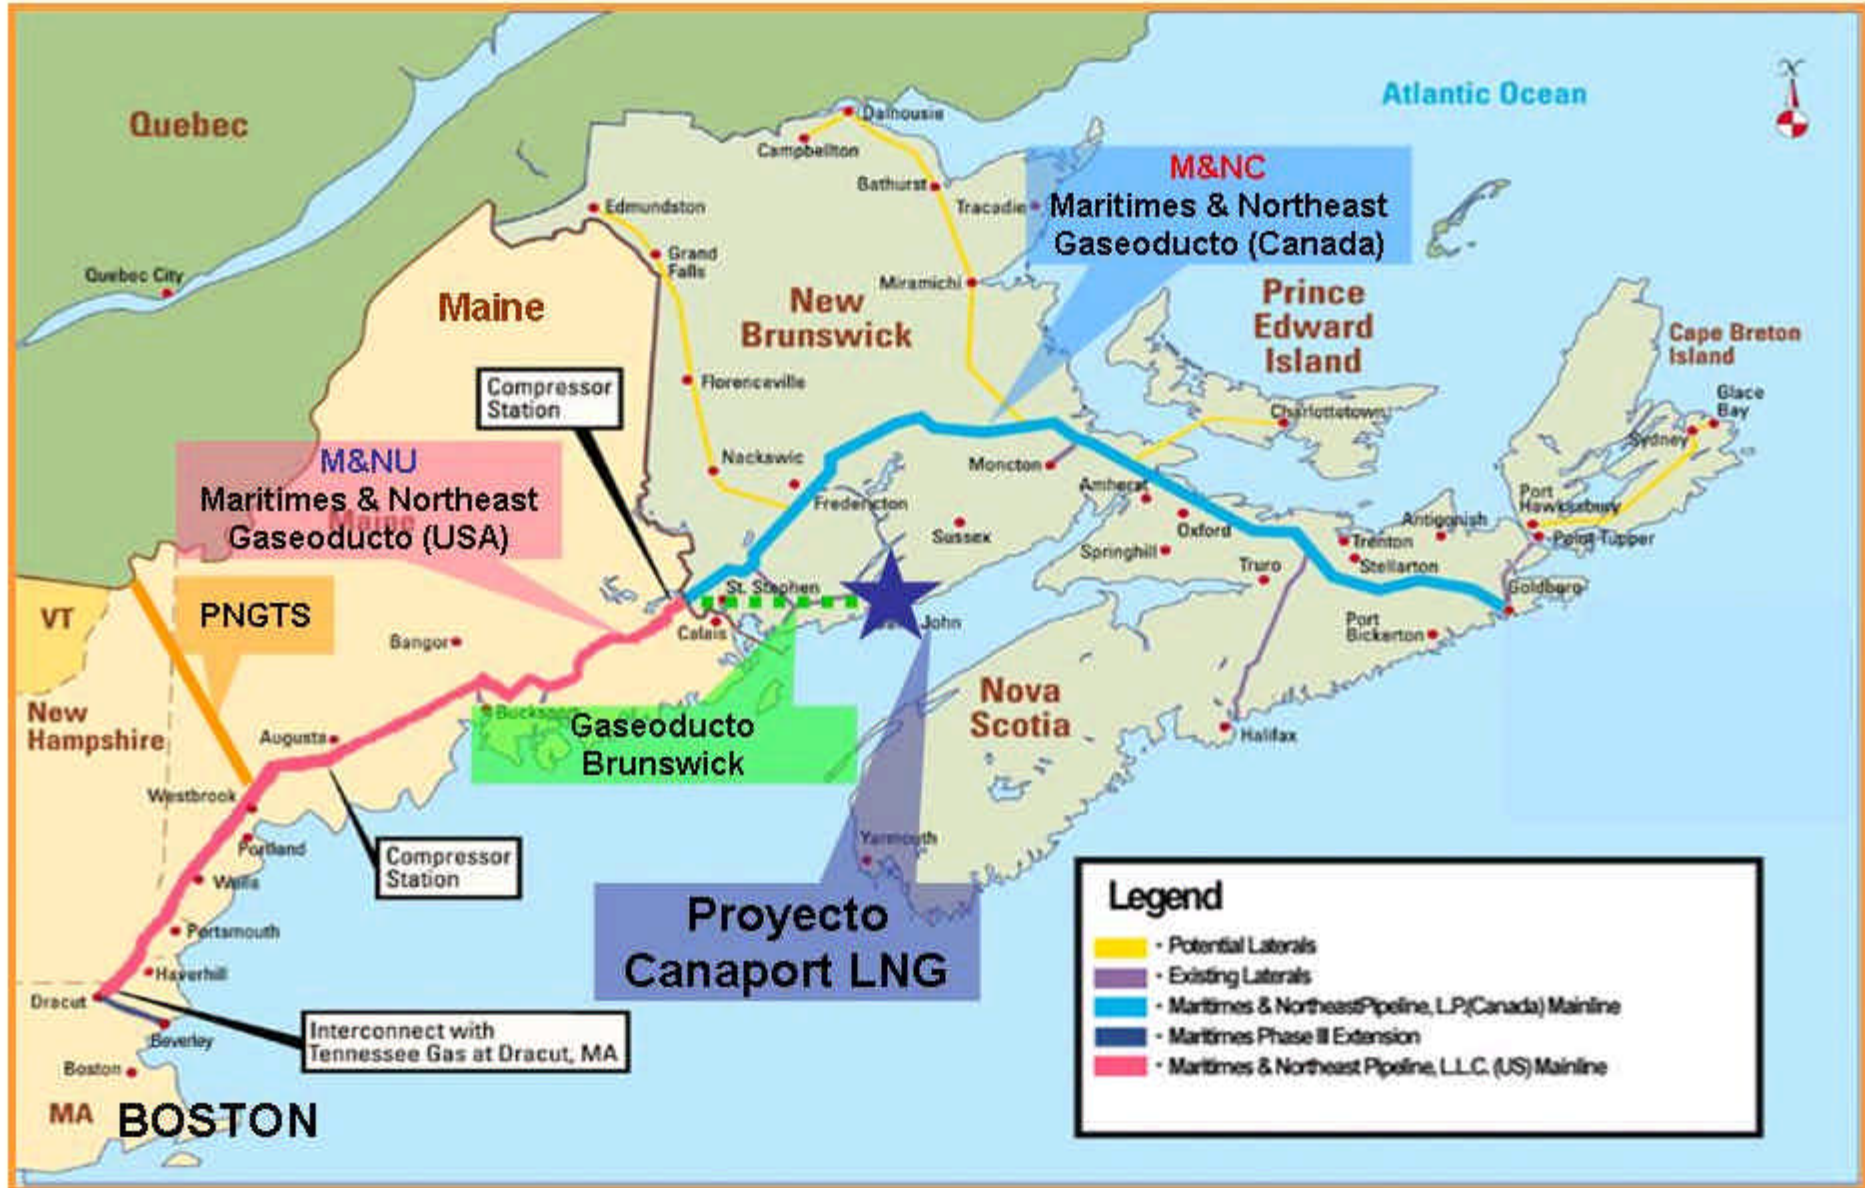 Atlantic Ocean
N
Quebec
Dalhousie
Campbellton
M&NC
Maritimes & Northeast
Gaseoducto (Canada)
Bathurst
Tracadie
Edmundston
Grand
Falls
Quebec City
Maine
Miramichi
New
Brunswick
Prince
Edward
Island
Cape Breton
Island
Compressor
Station
Florenceville
Glace
Bay
Charlottetown
Sydney
M&NU
Maritimes & Northeast
Maine
Gaseoducto (USA)
Nackawic
Moncton
Amherst
Fredericton
Port
Hawkesbury
Sussex
Oxford
Antigonish
Springhill
Trenton
Point Tupper
Truro
Stellarton
St. Stephen
Goldboro
VT
PNGTS
Bangor
Calais
John
Port
Bickerton
New
Hampshire
Bucksport
Nova
Scotia
Gaseoducto
Brunswick
Augusta
Halifax
Westbrook
Portland
Yarmouth
Compressor
Station
Wells
Proyecto
Canaport LNG
Portsmouth
Haverhill
Dracut
Interconnect with
Tennessee Gas at Dracut, MA
Beverley
Boston
MA
BOSTON
Legend
· Potential Laterals
· Existing Laterals
· Maritimes & NortheastPipeline, L.P.(Canada) Mainline
· Maritimes Phase III Extension
· Maritimes & Northeast Pipeline, L.L.C. (US) Mainline